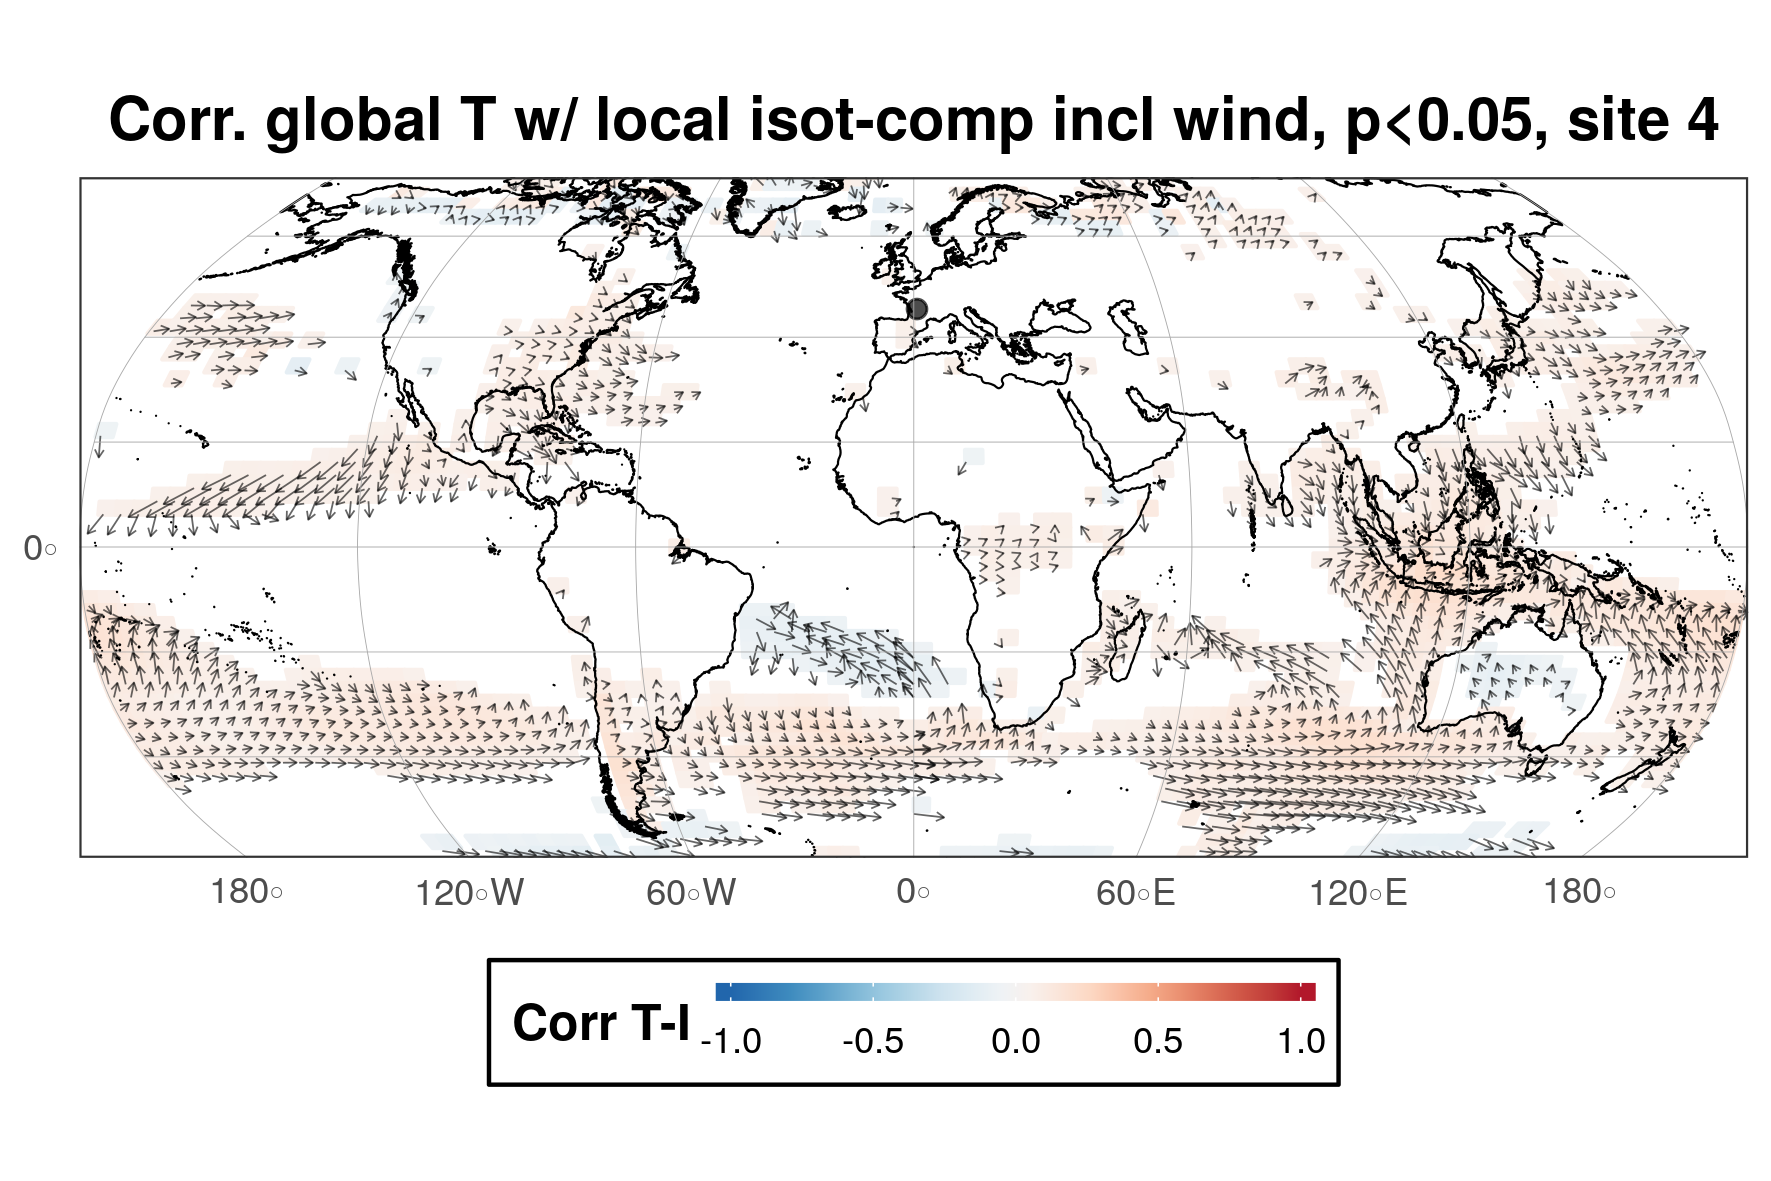 Corr. global T w/ local isot-comp incl wind, p<0.05, site 4
0°
180° 120°W 60°W 0° 60°E 120°E 180°
Corr T-I
-1.0 -0.5 0.0 0.5 1.0